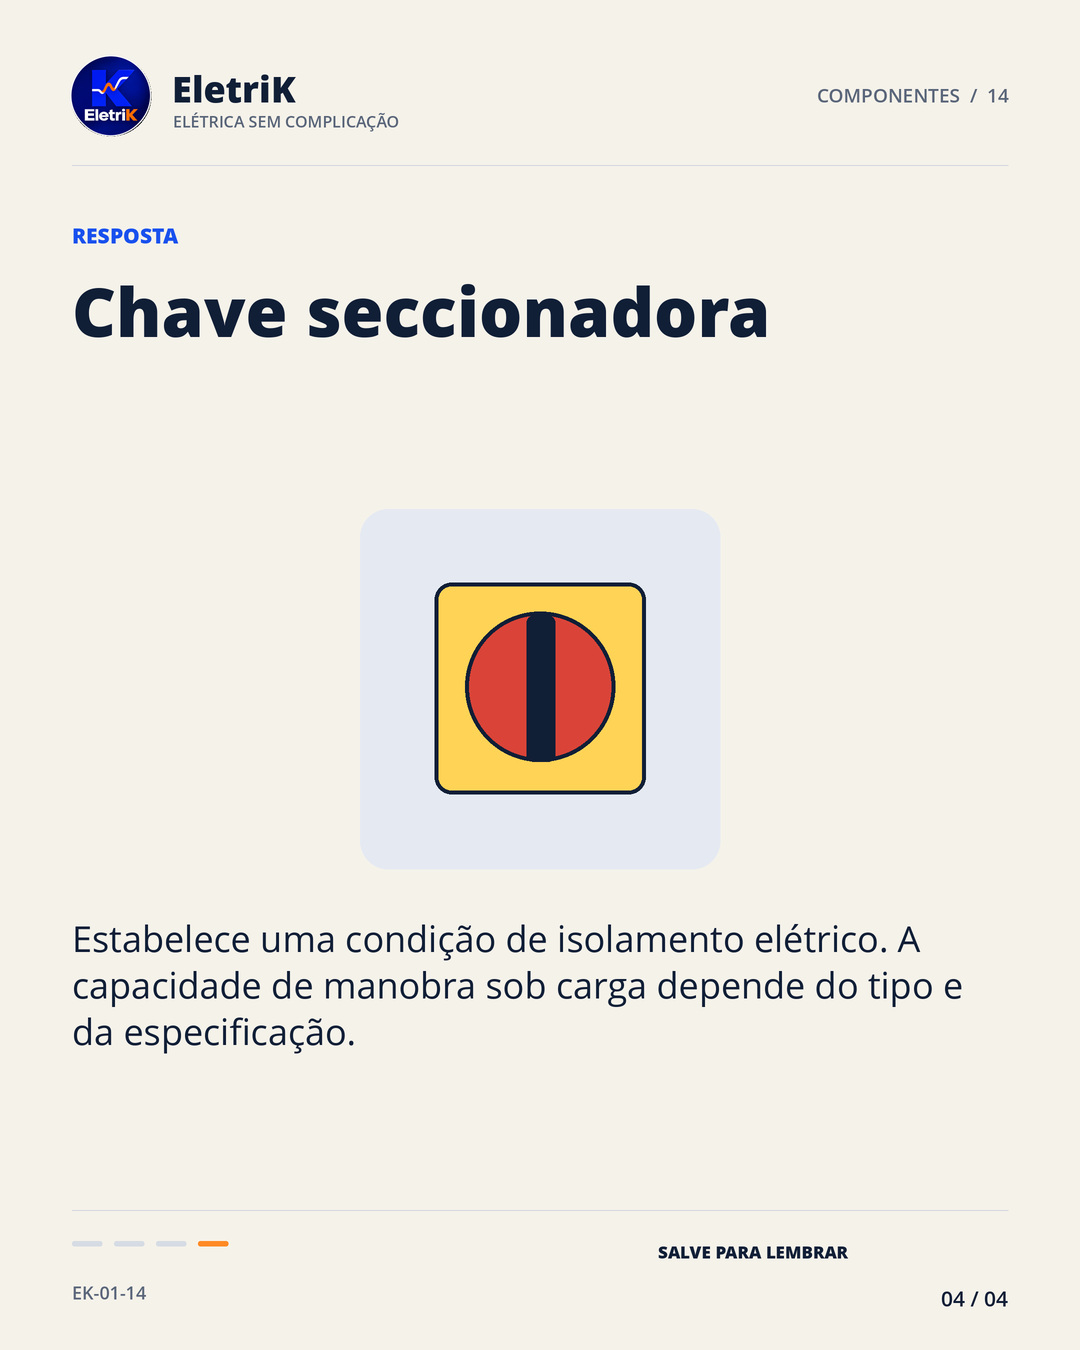 EletriK
EletriK
ELÉTRICA SEM COMPLICAÇÃO
COMPONENTES / 14
RESPOSTA
Chave seccionadora
Estabelece uma condição de isolamento elétrico. A
capacidade de manobra sob carga depende do tipo e
da especificação.
SALVE PARA LEMBRAR
EK-01-14
04 / 04